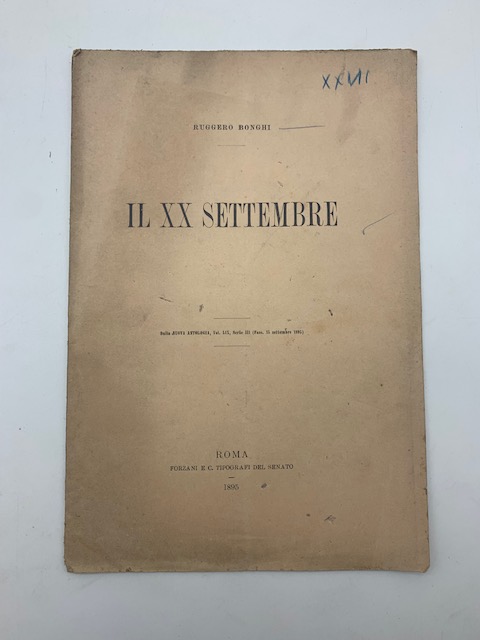 XXVII
RUGGERO BONGHI
IL XX SETTEMBRE
Dalla NUOVA ANTOLOGIA, Vol. LIX, Serie III (Fasc. 15 settembre 1895)
ROMA
FORZANI E C. TIPOGRAFI DEL SENATO
1895